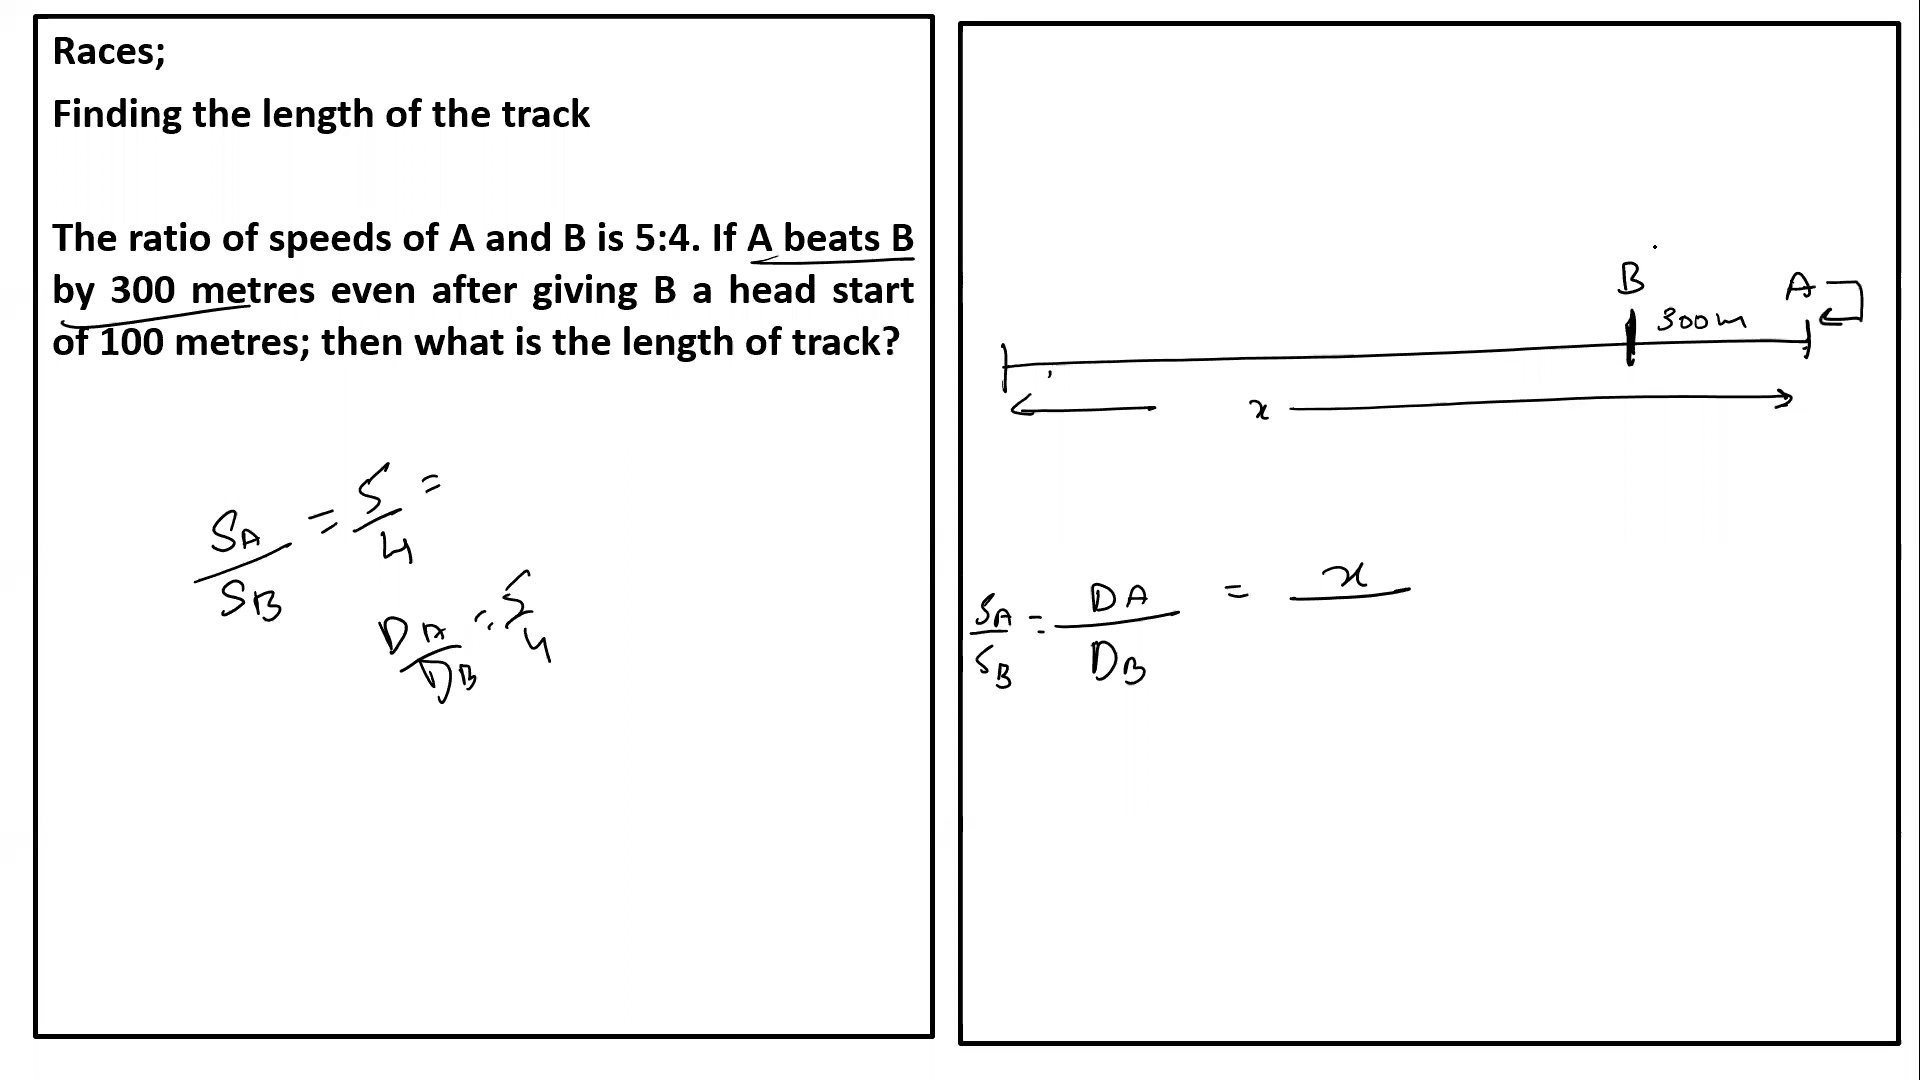 Races;
Finding the length of the track
The ratio of speeds of A and B is 5:4. If A beats B
by 300 metres even after giving B a head start
of 100 metres; then what is the length of track?
SA/SB = 5/4 =
DA/DB = 5/4
B A
300m
x
SA/SB = DA/DB = x